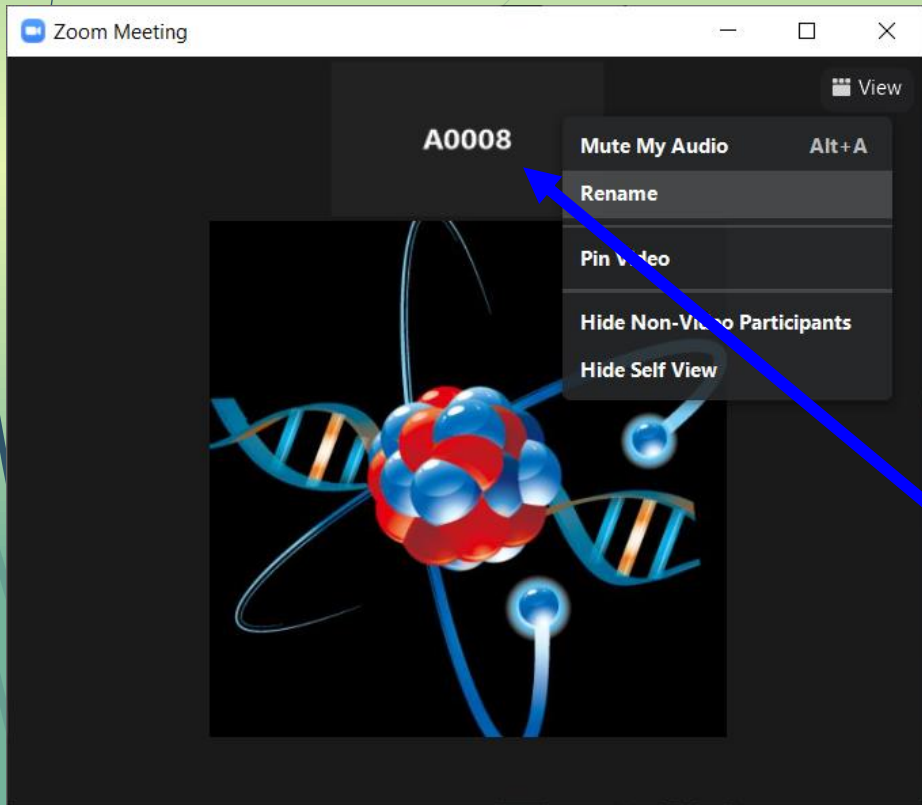 Zoom Meeting
View
A0008
Mute My Audio Alt+A
Rename
Pin Video
Hide Non-Video Participants
Hide Self View